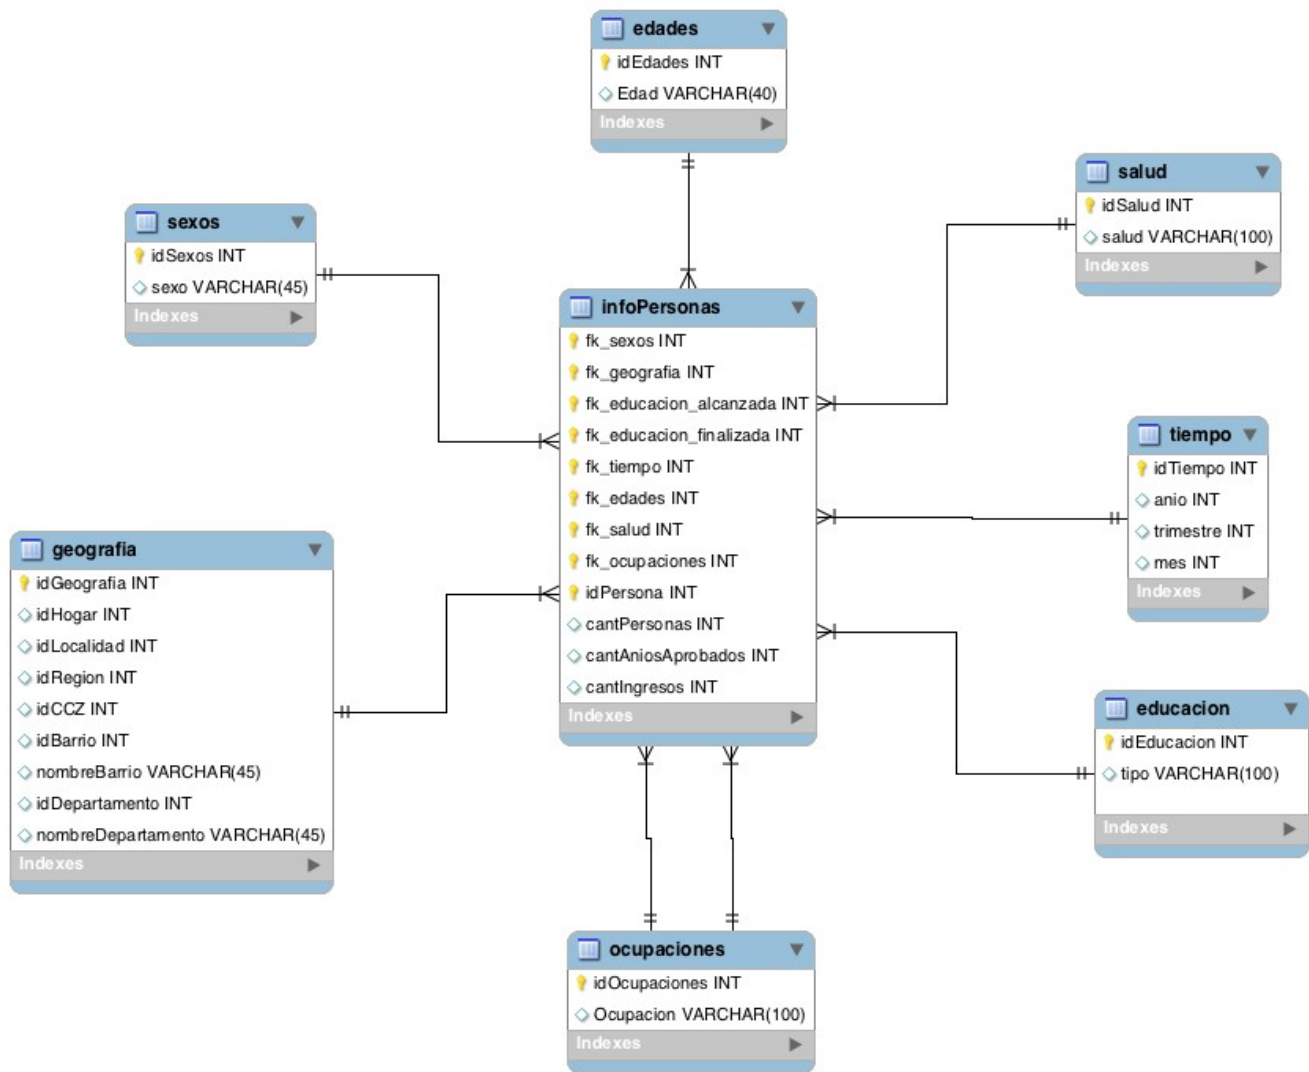 edades
idEdades INT
Edad VARCHAR(40)
Indexes
salud
idSalud INT
salud VARCHAR(100)
Indexes
sexos
idSexos INT
sexo VARCHAR(45)
Indexes
infoPersonas
fk_sexos INT
fk_geografia INT
fk_educacion_alcanzada INT
fk_educacion_finalizada INT
fk_tiempo INT
fk_edades INT
fk_salud INT
fk_ocupaciones INT
idPersona INT
cantPersonas INT
cantAniosAprobados INT
cantIngresos INT
Indexes
tiempo
idTiempo INT
anio INT
trimestre INT
mes INT
Indexes
geografia
idGeografia INT
idHogar INT
idLocalidad INT
idRegion INT
idCCZ INT
idBarrio INT
nombreBarrio VARCHAR(45)
idDepartamento INT
nombreDepartamento VARCHAR(45)
Indexes
educacion
idEducacion INT
tipo VARCHAR(100)
Indexes
ocupaciones
idOcupaciones INT
Ocupacion VARCHAR(100)
Indexes